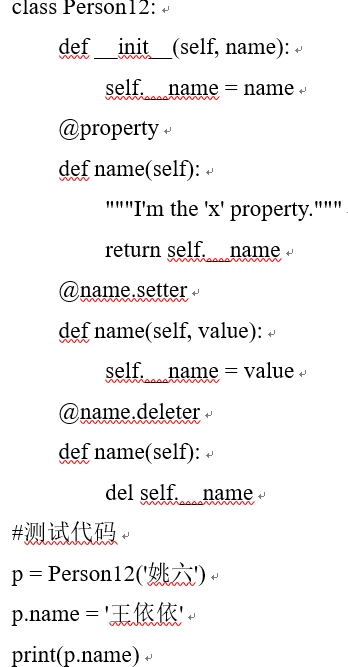 class Person12:
def __init__(self, name):
self.__name = name
@property
def name(self):
"""I'm the 'x' property."""
return self.__name
@name.setter
def name(self, value):
self.__name = value
@name.deleter
def name(self):
del self.__name
#测试代码
p = Person12('姚六')
p.name = '王依依'
print(p.name)